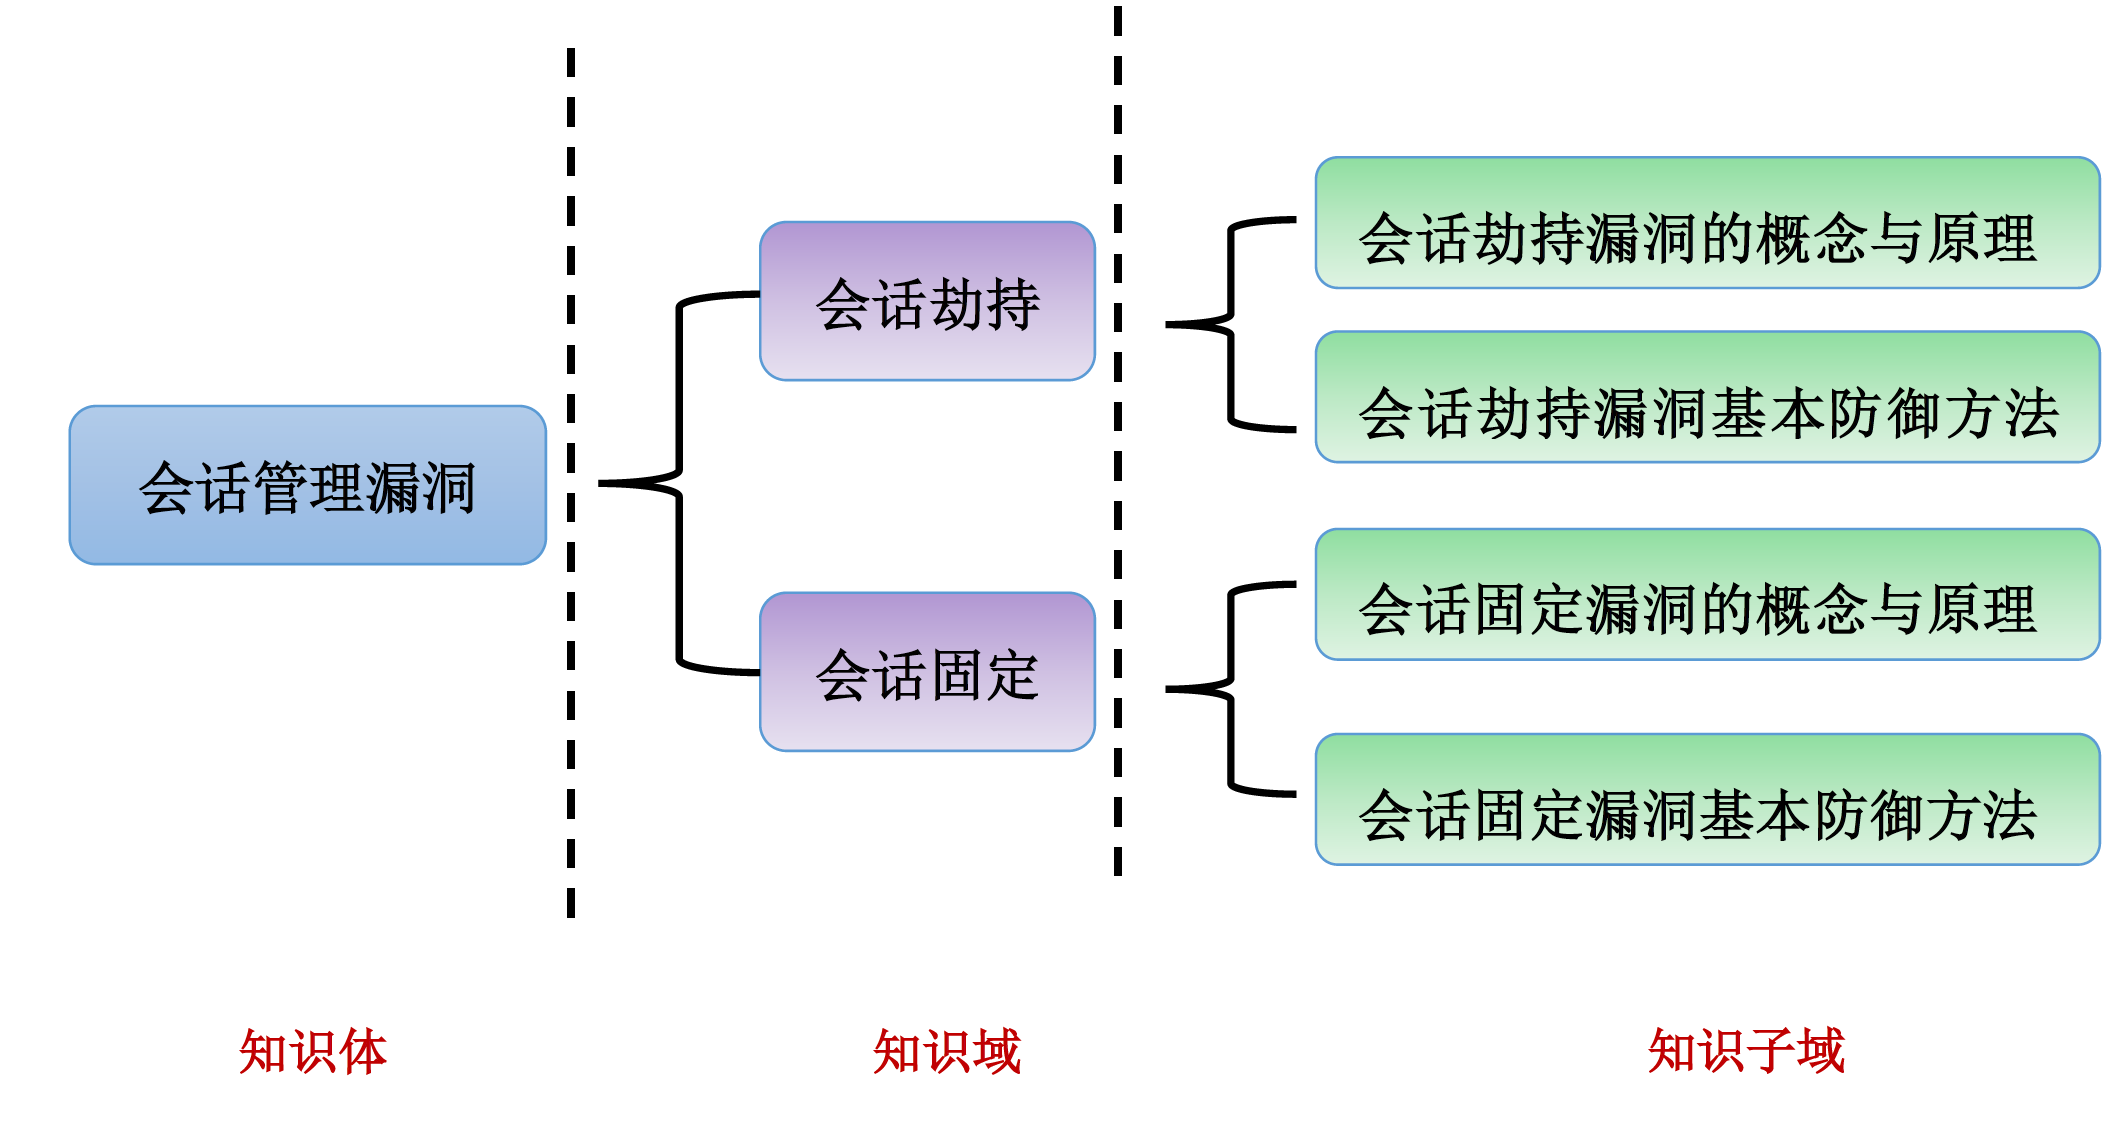 会话管理漏洞
会话劫持
会话固定
会话劫持漏洞的概念与原理
会话劫持漏洞基本防御方法
会话固定漏洞的概念与原理
会话固定漏洞基本防御方法
知识体
知识域
知识子域